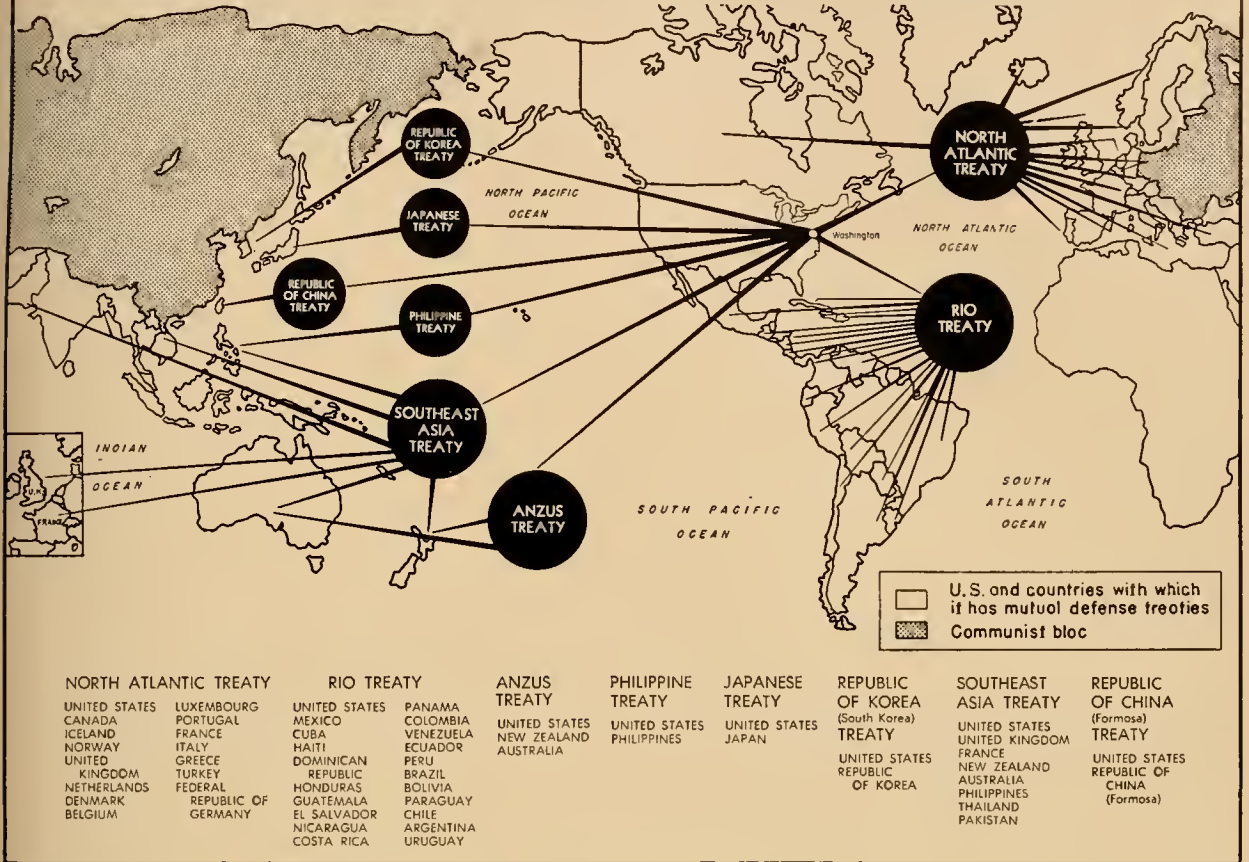 REPUBLIC
OF KOREA
TREATY
NORTH PACIFIC
OCEAN
JAPANESE
TREATY
REPUBLIC
OF CHINA
TREATY
PHILIPPINE
TREATY
SOUTHEAST
ASIA
TREATY
ANZUS
TREATY
Washington
NORTH
ATLANTIC
TREATY
NORTH ATLANTIC
OCEAN
RIO
TREATY
INDIAN
OCEAN
U.K.
FRANCE
SOUTH PACIFIC
OCEAN
SOUTH
ATLANTIC
OCEAN
U.S. and countries with which
it has mutual defense treaties
Communist bloc
NORTH ATLANTIC TREATY
UNITED STATES
CANADA
ICELAND
NORWAY
UNITED
KINGDOM
NETHERLANDS
DENMARK
BELGIUM
LUXEMBOURG
PORTUGAL
FRANCE
ITALY
GREECE
TURKEY
FEDERAL
REPUBLIC OF
GERMANY
RIO TREATY
UNITED STATES
MEXICO
CUBA
HAITI
DOMINICAN
REPUBLIC
HONDURAS
GUATEMALA
EL SALVADOR
NICARAGUA
COSTA RICA
PANAMA
COLOMBIA
VENEZUELA
ECUADOR
PERU
BRAZIL
BOLIVIA
PARAGUAY
CHILE
ARGENTINA
URUGUAY
ANZUS
TREATY
UNITED STATES
NEW ZEALAND
AUSTRALIA
PHILIPPINE
TREATY
UNITED STATES
PHILIPPINES
JAPANESE
TREATY
UNITED STATES
JAPAN
REPUBLIC
OF KOREA
(South Korea)
TREATY
UNITED STATES
REPUBLIC
OF KOREA
SOUTHEAST
ASIA TREATY
UNITED STATES
UNITED KINGDOM
FRANCE
NEW ZEALAND
AUSTRALIA
PHILIPPINES
THAILAND
PAKISTAN
REPUBLIC
OF CHINA
(Formosa)
TREATY
UNITED STATES
REPUBLIC OF
CHINA
(Formosa)